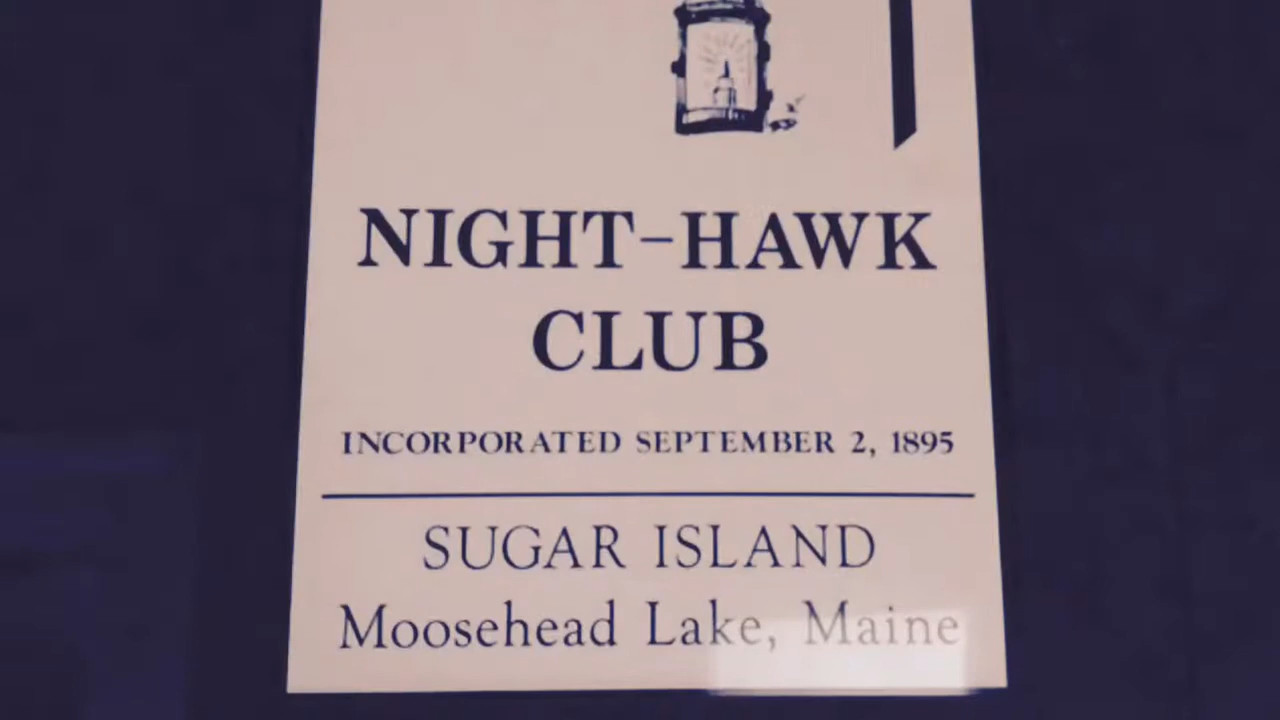 NIGHT-HAWK
CLUB
INCORPORATED SEPTEMBER 2, 1895
SUGAR ISLAND
Moosehead Lake, Maine